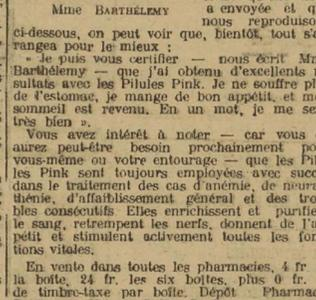 Mme BARTHÉLEMY a envoyée et q
nous reproduiso
ci-dessous, on peut voir que, bientôt, tout s'a
rangea pour le mieux :
« Je puis vous certifier — nous écrit Mm
Barthélemy — que j'ai obtenu d'excellents r
sultats avec les Pilules Pink. Je ne souffre pl
de l'estomac, je mange de bon appétit, et m
sommeil est revenu. En un mot, je me se
très bien ».
Vous avez intérêt à noter — car vous
aurez peut-être besoin prochainement po
vous-même ou votre entourage — que les Pil
les Pink sont toujours employées avec succ
dans le traitement des cas d'anémie, de neura
thénie, d'affaiblissement général et des trou
bles consécutifs Elles enrichissent et purifie
le sang, retrempent les nerfs, donnent de l'a
pétit et stimulent activement toutes les fon
tions vitales.
En vente dans toutes les pharmacies, 4 fr
la boîte, 24 fr. les six boîtes, plus 0 fr.
de timbre-taxe par boîte. Dépôt Pharmac